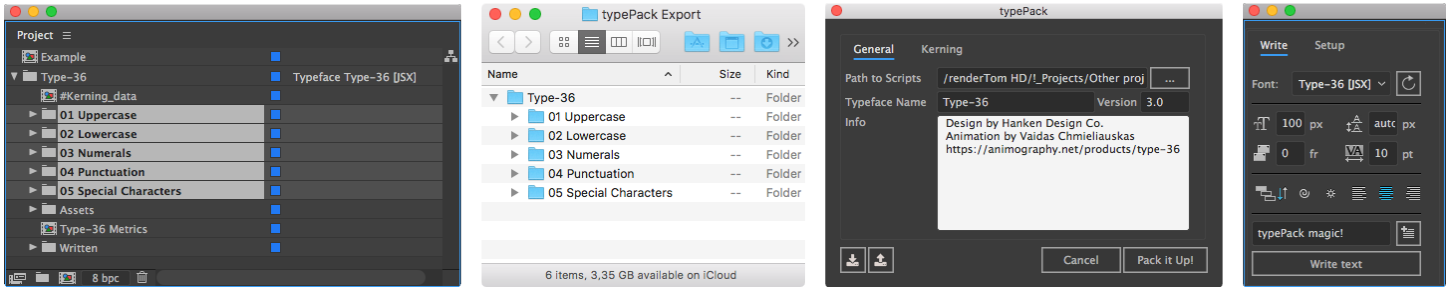 Project
Example
Type-36
Typeface Type-36 [JSX]
#Kerning_data
01 Uppercase
02 Lowercase
03 Numerals
04 Punctuation
05 Special Characters
Assets
Type-36 Metrics
Written
8 bpc
typePack Export
Name Size Kind
Type-36 -- Folder
01 Uppercase -- Folder
02 Lowercase -- Folder
03 Numerals -- Folder
04 Punctuation -- Folder
05 Special Characters -- Folder
6 items, 3,35 GB available on iCloud
typePack
General Kerning
Path to Scripts /renderTom HD/!_Projects/Other proj ...
Typeface Name Type-36 Version 3.0
Info
Design by Hanken Design Co.
Animation by Vaidas Chmieliauskas
https://animography.net/products/type-36
Cancel Pack it Up!
Write Setup
Font: Type-36 [JSX]
100 px autc px
0 fr VA 10 pt
typePack magic!
Write text